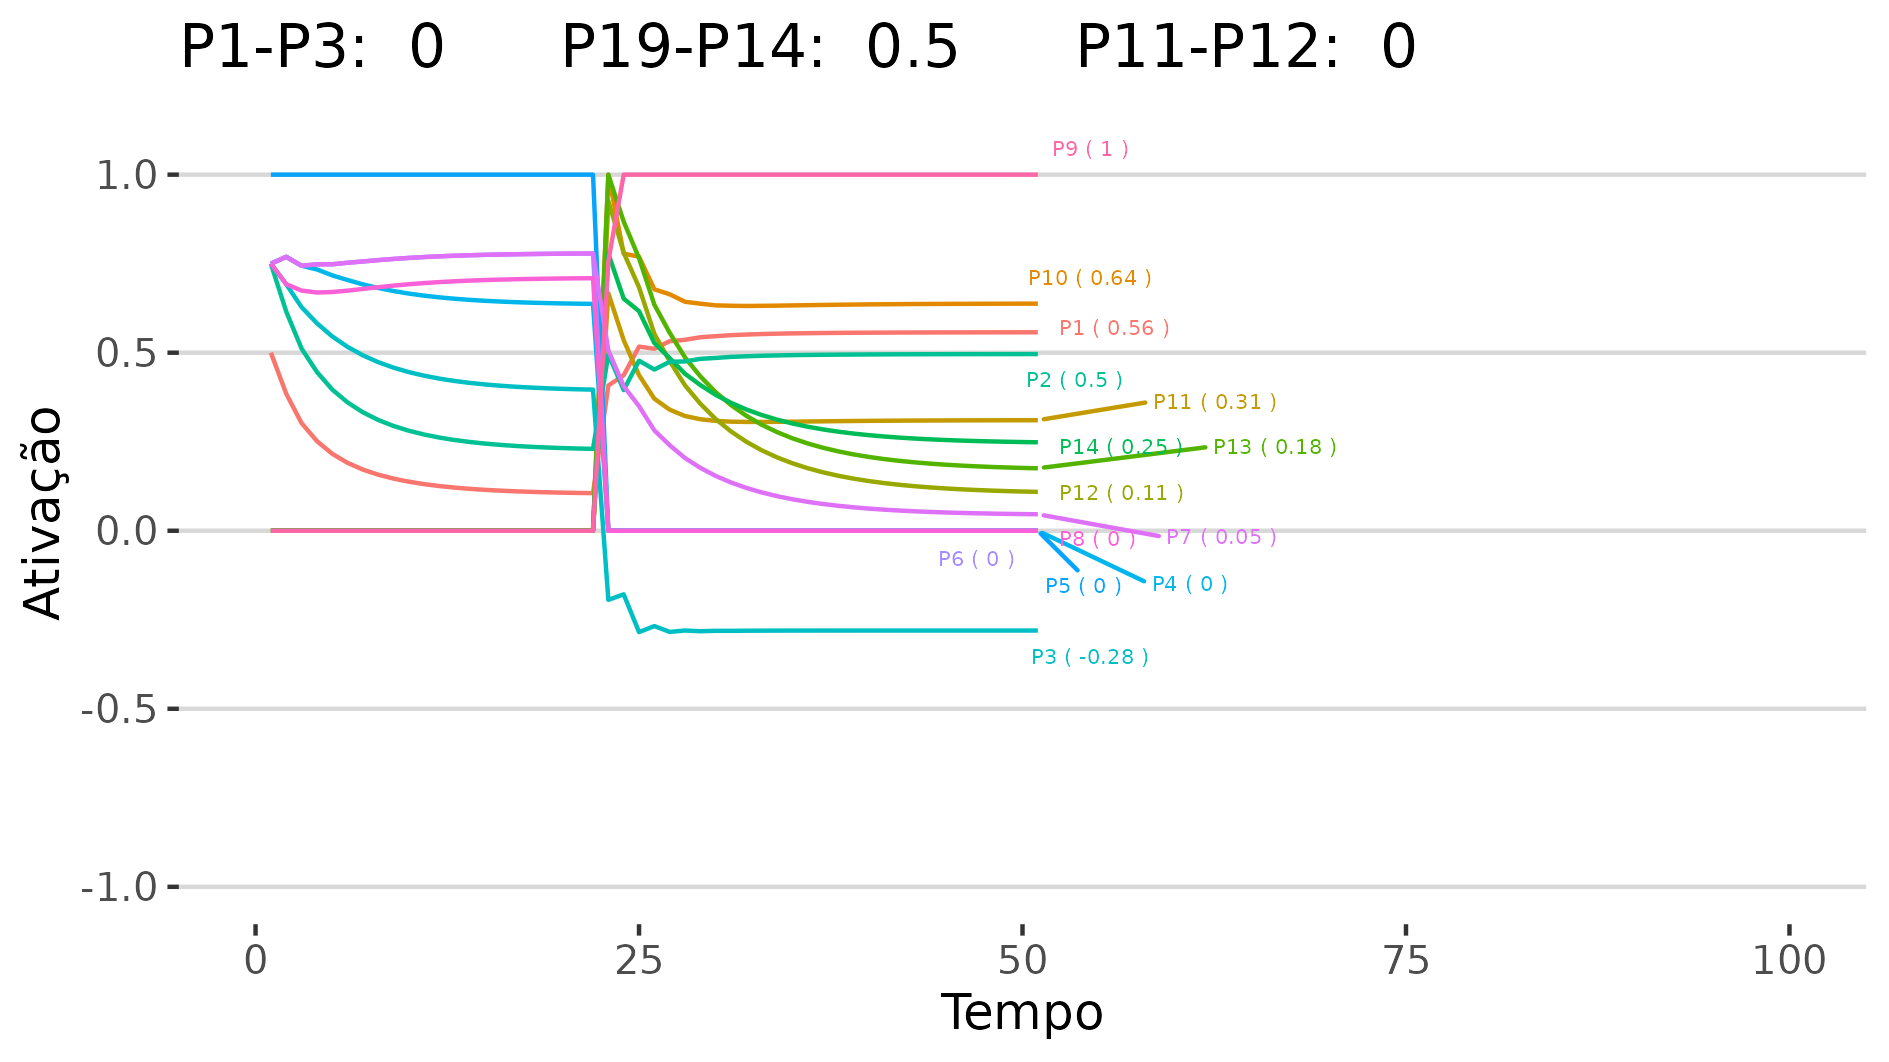 P1-P3: 0 P19-P14: 0.5 P11-P12: 0
P9 ( 1 )
1.0
P10 ( 0.64 )
P1 ( 0.56 )
0.5
P2 ( 0.5 )
P11 ( 0.31 )
P14 ( 0.25 ) P13 ( 0.18 )
P12 ( 0.11 )
0.0
P8 ( 0 ) P7 ( 0.05 )
P6 ( 0 )
P5 ( 0 ) P4 ( 0 )
P3 ( -0.28 )
-0.5
-1.0
Ativação
0 25 50 75 100
Tempo